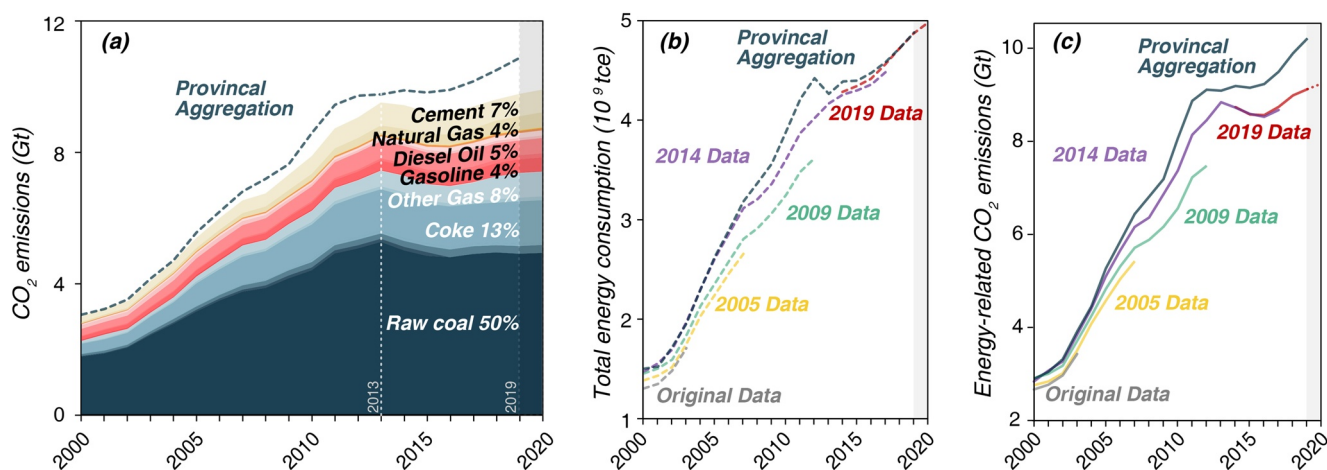 (a)
12
8
4
0
CO2 emissions (Gt)
Provincal
Aggregation
Cement 7%
Natural Gas 4%
Diesel Oil 5%
Gasoline 4%
Other Gas 8%
Coke 13%
Raw coal 50%
2013
2019
2000
2005
2010
2015
2020
(b)
5
4
3
2
1
Total energy consumption (10 9 tce)
Provincal
Aggregation
2019 Data
2014 Data
2009 Data
2005 Data
Original Data
2000
2005
2010
2015
2020
(c)
10
8
6
4
2
Energy-related CO2 emissions (Gt)
Provincal
Aggregation
2019 Data
2014 Data
2009 Data
2005 Data
Original Data
2000
2005
2010
2015
2020